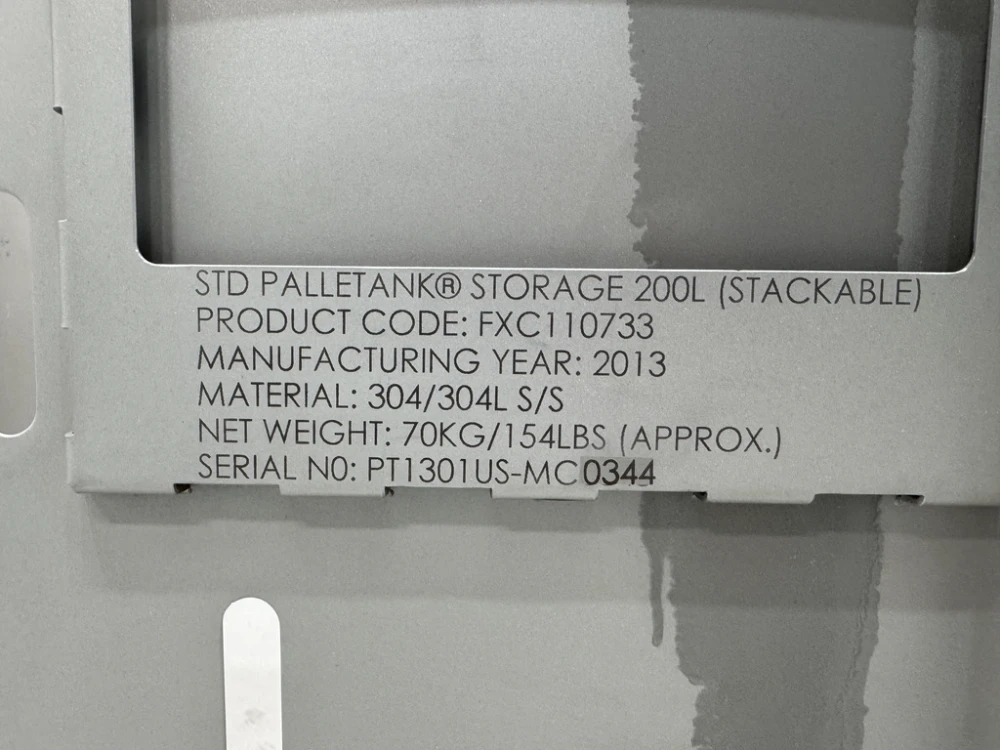 STD PALLETANK® STORAGE 200L (STACKABLE)
PRODUCT CODE: FXC110733
MANUFACTURING YEAR: 2013
MATERIAL: 304/304L S/S
NET WEIGHT: 70KG/154LBS (APPROX.)
SERIAL N0: PT1301US-MC0344